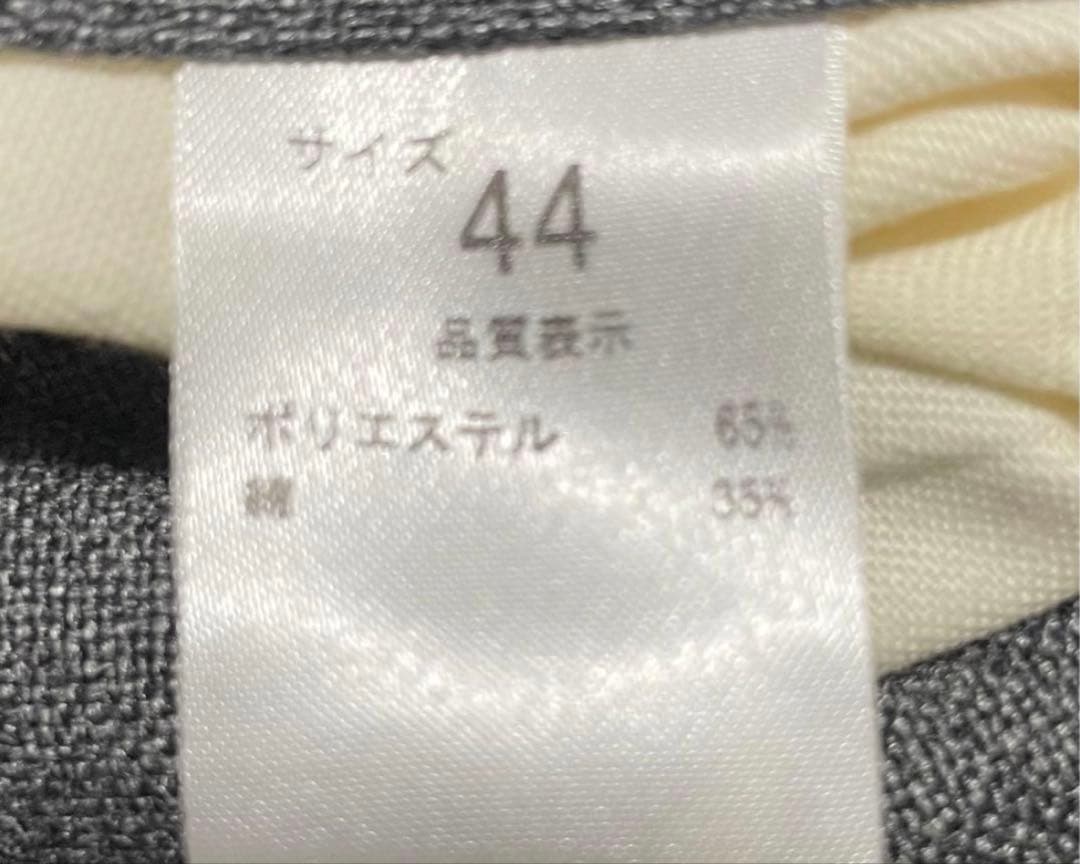 サイズ
44
品質表示
ポリエステル 65%
綿 35%